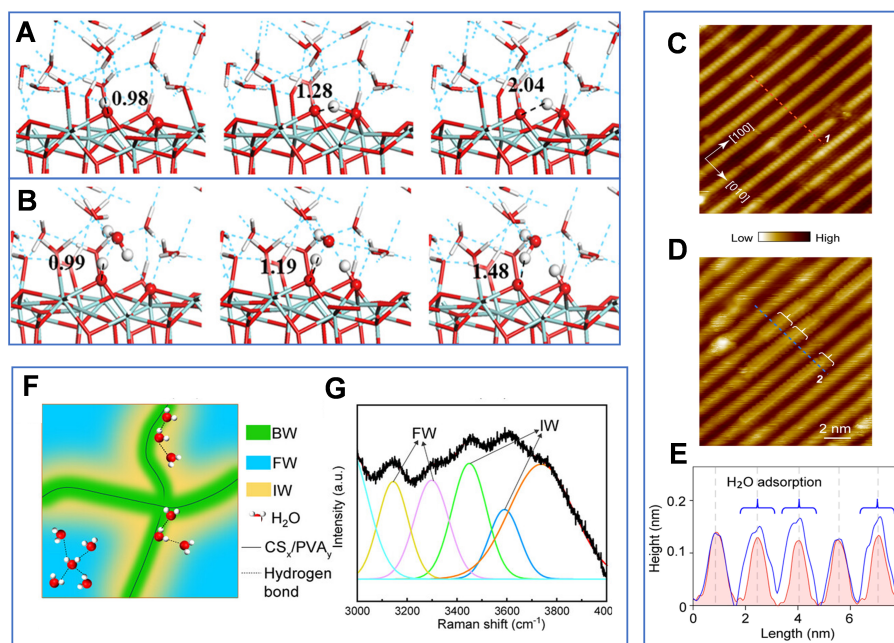 A
0.98
1.28
2.04
B
0.99
1.19
1.48
C
1
[100]
[010]
Low High
D
2
2 nm
E
H₂O adsorption
Height (nm)
0.2
0.1
0
0 2 4 6
Length (nm)
F
BW
FW
IW
H₂O
CSₓ/PVAᵧ
Hydrogen
bond
G
FW
IW
Intensity (a.u.)
3000 3200 3400 3600 3800 400
Raman shift (cm⁻¹)